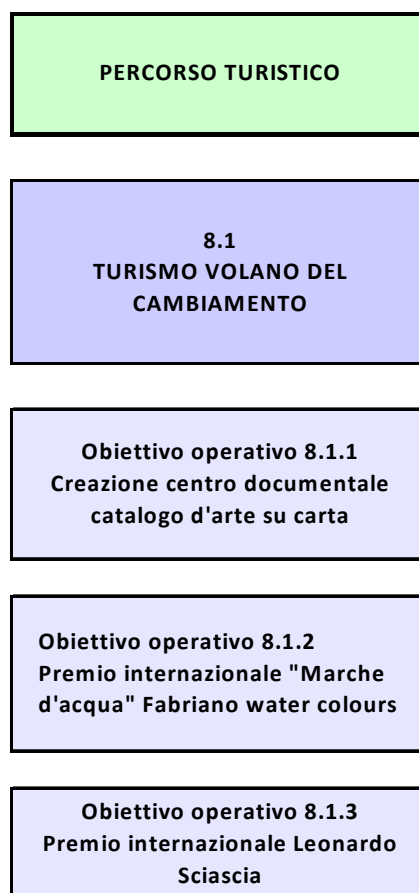 PERCORSO TURISTICO
8.1
TURISMO VOLANO DEL
CAMBIAMENTO
Obiettivo operativo 8.1.1
Creazione centro documentale
catalogo d'arte su carta
Obiettivo operativo 8.1.2
Premio internazionale "Marche
d'acqua" Fabriano water colours
Obiettivo operativo 8.1.3
Premio internazionale Leonardo
Sciascia